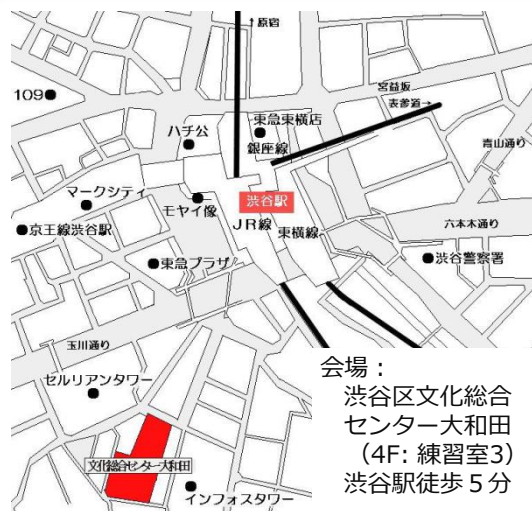 ↑原宿
宮益坂
表参道→
109
東急東横店
銀座線
ハチ公
青山通り
マークシティ
渋谷駅
モヤイ像
JR線
東横線
六本木通り
京王線渋谷駅
東急プラザ
渋谷警察署
玉川通り
セルリアンタワー
文化総合センター大和田
インフォスタワー
会場：
渋谷区文化総合
センター大和田
（4F: 練習室3）
渋谷駅徒歩５分